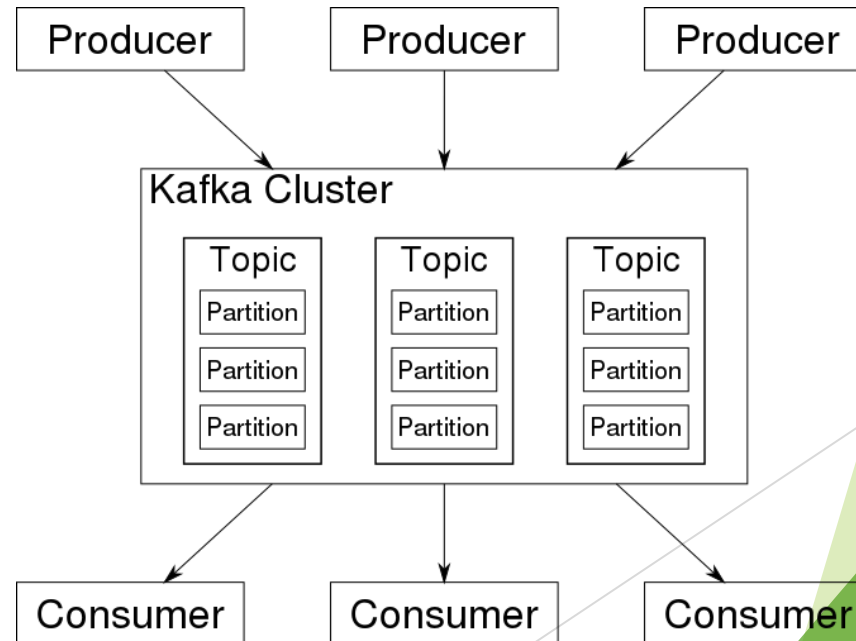 Producer Producer Producer
Kafka Cluster
Topic Topic Topic
Partition Partition Partition
Partition Partition Partition
Partition Partition Partition
Consumer Consumer Consumer